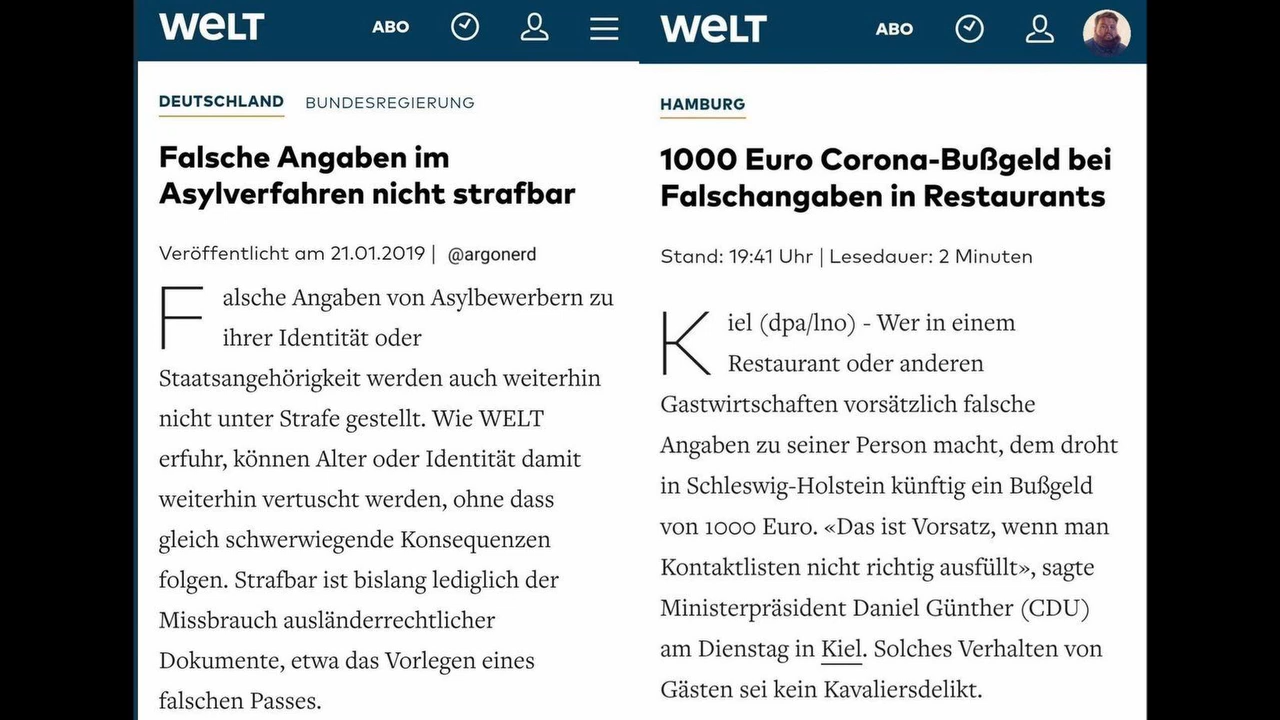 WELT
ABO
DEUTSCHLAND BUNDESREGIERUNG
Falsche Angaben im
Asylverfahren nicht strafbar
Veröffentlicht am 21.01.2019 | @argonerd
Falsche Angaben von Asylbewerbern zu
ihrer Identität oder
Staatsangehörigkeit werden auch weiterhin
nicht unter Strafe gestellt. Wie WELT
erfuhr, können Alter oder Identität damit
weiterhin vertuscht werden, ohne dass
gleich schwerwiegende Konsequenzen
folgen. Strafbar ist bislang lediglich der
Missbrauch ausländerrechtlicher
Dokumente, etwa das Vorlegen eines
falschen Passes.
WELT
ABO
HAMBURG
1000 Euro Corona-Bußgeld bei
Falschangaben in Restaurants
Stand: 19:41 Uhr | Lesedauer: 2 Minuten
Kiel (dpa/lno) - Wer in einem
Restaurant oder anderen
Gastwirtschaften vorsätzlich falsche
Angaben zu seiner Person macht, dem droht
in Schleswig-Holstein künftig ein Bußgeld
von 1000 Euro. «Das ist Vorsatz, wenn man
Kontaktlisten nicht richtig ausfüllt», sagte
Ministerpräsident Daniel Günther (CDU)
am Dienstag in Kiel. Solches Verhalten von
Gästen sei kein Kavaliersdelikt.